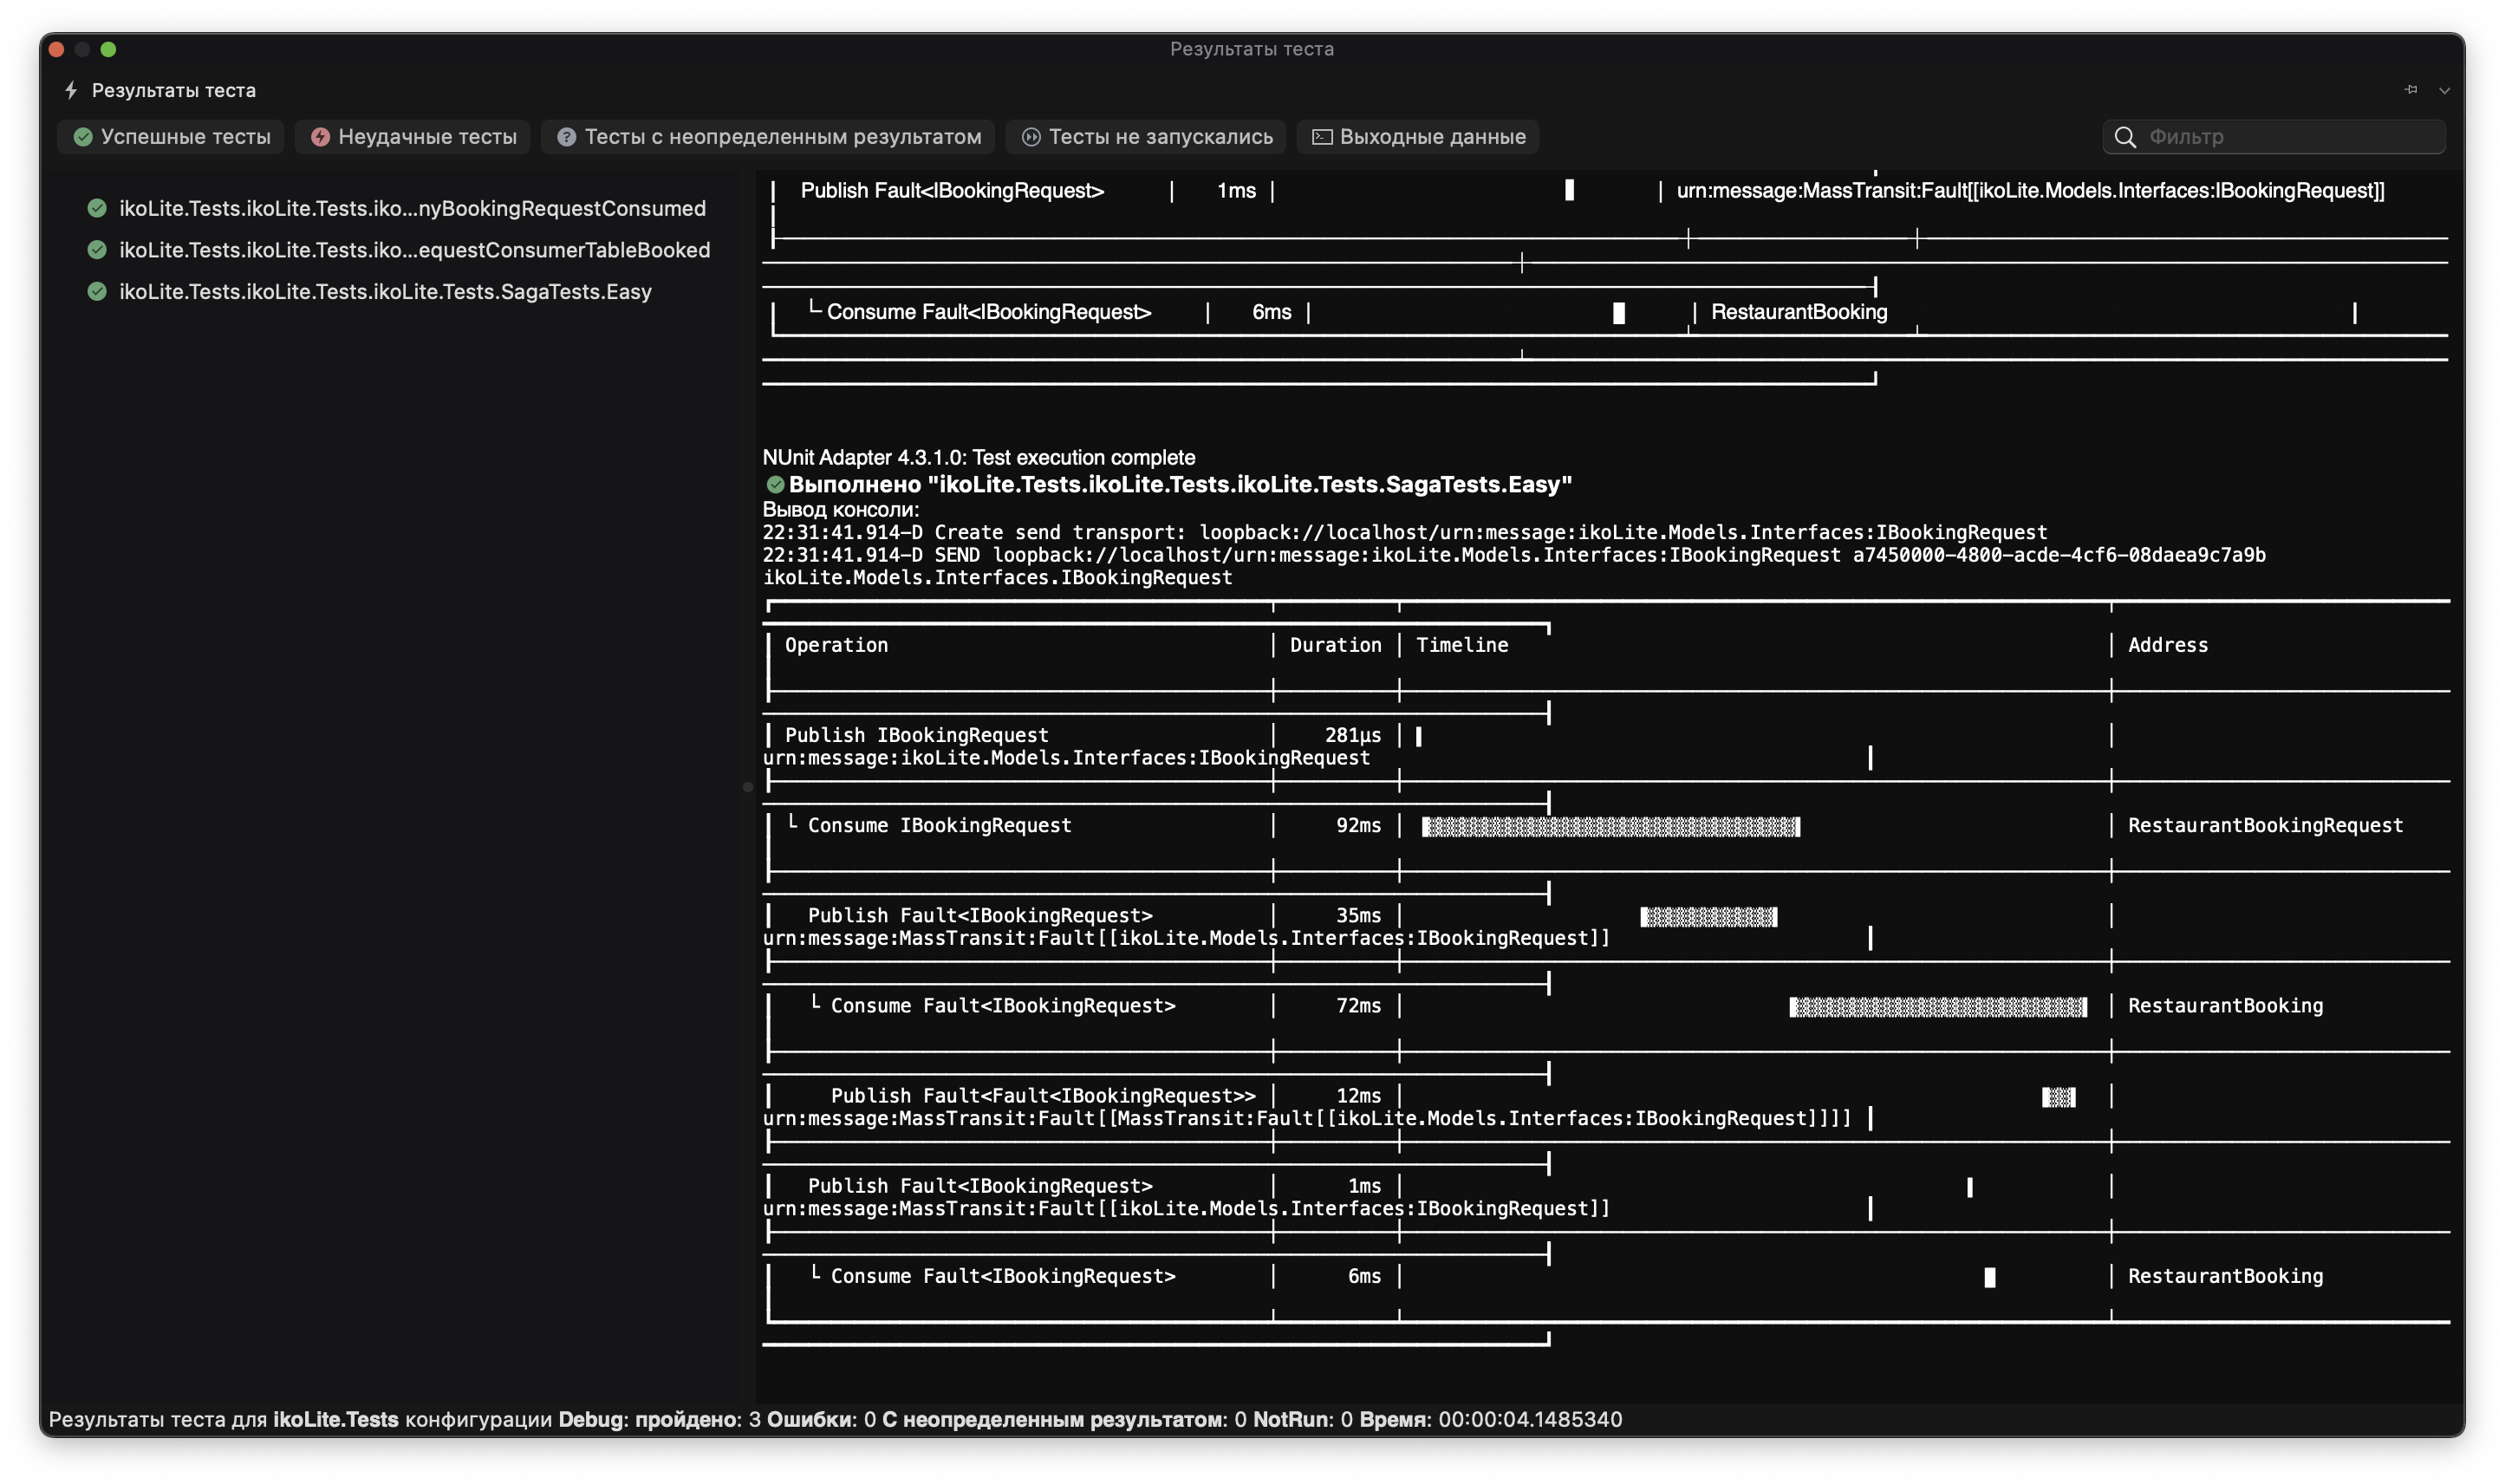 Результаты теста
Результаты теста
Успешные тесты Неудачные тесты Тесты с неопределенным результатом Тесты не запускались Выходные данные Фильтр
ikoLite.Tests.ikoLite.Tests.iko...nyBookingRequestConsumed
ikoLite.Tests.ikoLite.Tests.iko...equestConsumerTableBooked
ikoLite.Tests.ikoLite.Tests.ikoLite.Tests.SagaTests.Easy
Publish Fault<IBookingRequest> | 1ms | | urn:message:MassTransit:Fault[[ikoLite.Models.Interfaces:IBookingRequest]]
└ Consume Fault<IBookingRequest> | 6ms | | RestaurantBooking |
NUnit Adapter 4.3.1.0: Test execution complete
Выполнено "ikoLite.Tests.ikoLite.Tests.ikoLite.Tests.SagaTests.Easy"
Вывод консоли:
22:31:41.914-D Create send transport: loopback://localhost/urn:message:ikoLite.Models.Interfaces:IBookingRequest
22:31:41.914-D SEND loopback://localhost/urn:message:ikoLite.Models.Interfaces:IBookingRequest a7450000-4800-acde-4cf6-08daea9c7a9b
ikoLite.Models.Interfaces.IBookingRequest
Operation | Duration | Timeline | Address
Publish IBookingRequest | 281μs | |
urn:message:ikoLite.Models.Interfaces:IBookingRequest |
└ Consume IBookingRequest | 92ms | | RestaurantBookingRequest
Publish Fault<IBookingRequest> | 35ms | |
urn:message:MassTransit:Fault[[ikoLite.Models.Interfaces:IBookingRequest]] |
└ Consume Fault<IBookingRequest> | 72ms | | RestaurantBooking
Publish Fault<Fault<IBookingRequest>> | 12ms | |
urn:message:MassTransit:Fault[[MassTransit:Fault[[ikoLite.Models.Interfaces:IBookingRequest]]]] |
Publish Fault<IBookingRequest> | 1ms | |
urn:message:MassTransit:Fault[[ikoLite.Models.Interfaces:IBookingRequest]] |
└ Consume Fault<IBookingRequest> | 6ms | | RestaurantBooking
Результаты теста для ikoLite.Tests конфигурации Debug: пройдено: 3 Ошибки: 0 С неопределенным результатом: 0 NotRun: 0 Время: 00:00:04.1485340